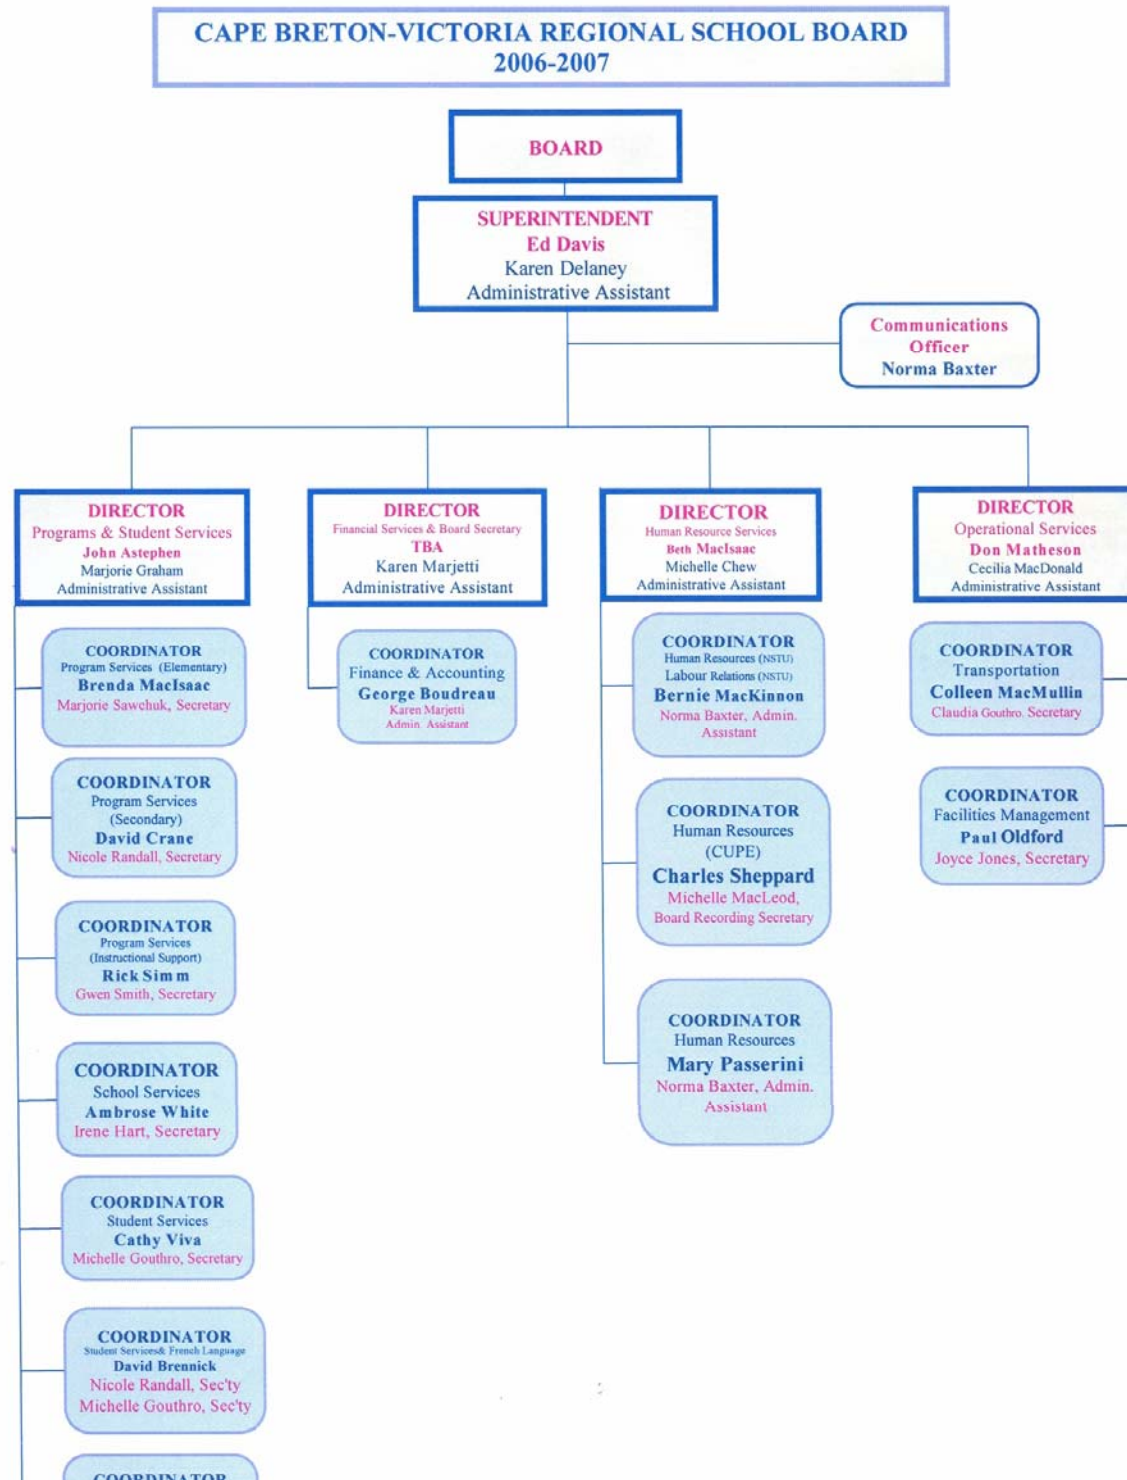 CAPE BRETON-VICTORIA REGIONAL SCHOOL BOARD
2006-2007
BOARD
SUPERINTENDENT
Ed Davis
Karen Delaney
Administrative Assistant
Communications
Officer
Norma Baxter
DIRECTOR
Programs & Student Services
John Astephen
Marjorie Graham
Administrative Assistant
DIRECTOR
Financial Services & Board Secretary
TBA
Karen Marjetti
Administrative Assistant
DIRECTOR
Human Resource Services
Beth MacIsaac
Michelle Chew
Administrative Assistant
DIRECTOR
Operational Services
Don Matheson
Cecilia MacDonald
Administrative Assistant
COORDINATOR
Program Services (Elementary)
Brenda MacIsaac
Marjorie Sawchuk, Secretary
COORDINATOR
Program Services
(Secondary)
David Crane
Nicole Randall, Secretary
COORDINATOR
Program Services
(Instructional Support)
Rick Simm
Gwen Smith, Secretary
COORDINATOR
School Services
Ambrose White
Irene Hart, Secretary
COORDINATOR
Student Services
Cathy Viva
Michelle Gouthro, Secretary
COORDINATOR
Student Services& French Language
David Brennick
Nicole Randall, Sec'ty
Michelle Gouthro, Sec'ty
COORDINATOR
COORDINATOR
Finance & Accounting
George Boudreau
Karen Marjetti
Admin. Assistant
COORDINATOR
Human Resources (NSTU)
Labour Relations (NSTU)
Bernie MacKinnon
Norma Baxter, Admin.
Assistant
COORDINATOR
Human Resources
(CUPE)
Charles Sheppard
Michelle MacLeod,
Board Recording Secretary
COORDINATOR
Human Resources
Mary Passerini
Norma Baxter, Admin.
Assistant
COORDINATOR
Transportation
Colleen MacMullin
Claudia Gouthro, Secretary
COORDINATOR
Facilities Management
Paul Oldford
Joyce Jones, Secretary